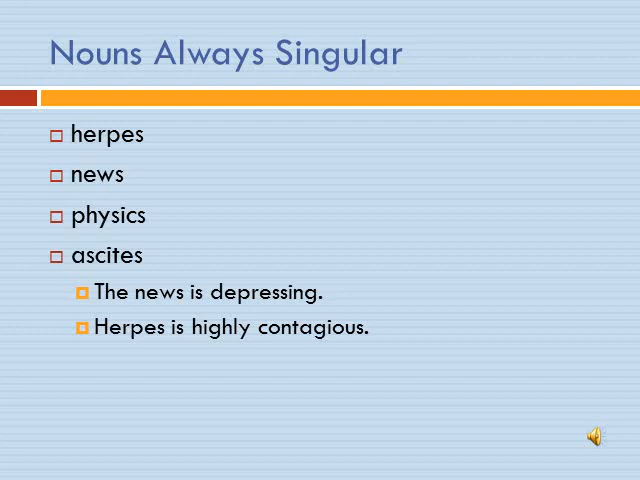 Nouns Always Singular
herpes
news
physics
ascites
The news is depressing.
Herpes is highly contagious.